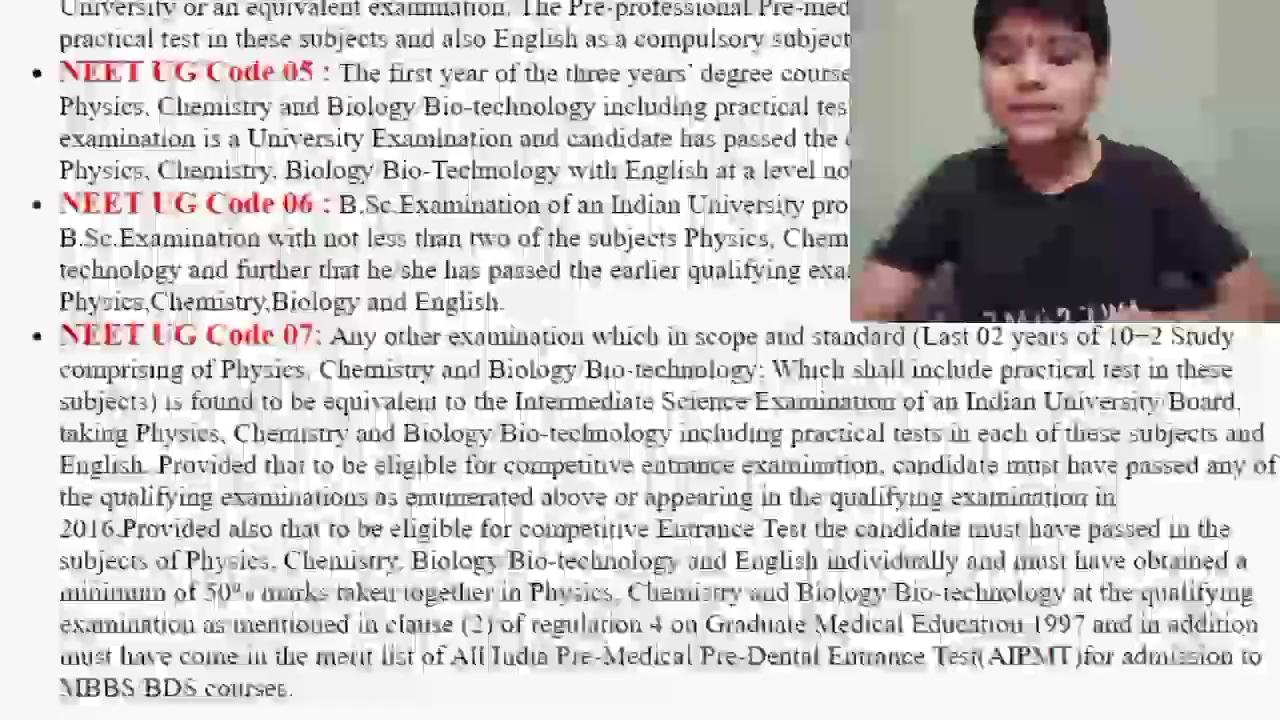 University or an equivalent examination. The Pre-professional Pre-med
practical test in these subjects and also English as a compulsory subject
• NEET UG Code 05 : The first year of the three years' degree course
Physics, Chemistry and Biology/Bio-technology including practical tes
examination is a University Examination and candidate has passed the
Physics, Chemistry, Biology/Bio-Technology with English at a level no
• NEET UG Code 06 : B.Sc.Examination of an Indian University pro
B.Sc.Examination with not less than two of the subjects Physics, Chem
technology and further that he/she has passed the earlier qualifying exa
Physics,Chemistry,Biology and English.
• NEET UG Code 07: Any other examination which in scope and standard (Last 02 years of 10+2 Study
comprising of Physics, Chemistry and Biology/Bio-technology; Which shall include practical test in these
subjects) is found to be equivalent to the Intermediate Science Examination of an Indian University/Board,
taking Physics, Chemistry and Biology/Bio-technology including practical tests in each of these subjects and
English. Provided that to be eligible for competitive entrance examination, candidate must have passed any of
the qualifying examinations as enumerated above or appearing in the qualifying examination in
2016.Provided also that to be eligible for competitive Entrance Test the candidate must have passed in the
subjects of Physics, Chemistry, Biology/Bio-technology and English individually and must have obtained a
minimum of 50% marks taken together in Physics, Chemistry and Biology/Bio-technology at the qualifying
examination as mentioned in clause (2) of regulation 4 on Graduate Medical Education 1997 and in addition
must have come in the merit list of All India Pre-Medical/Pre-Dental Entrance Test(AIPMT)for admission to
MBBS/BDS courses.